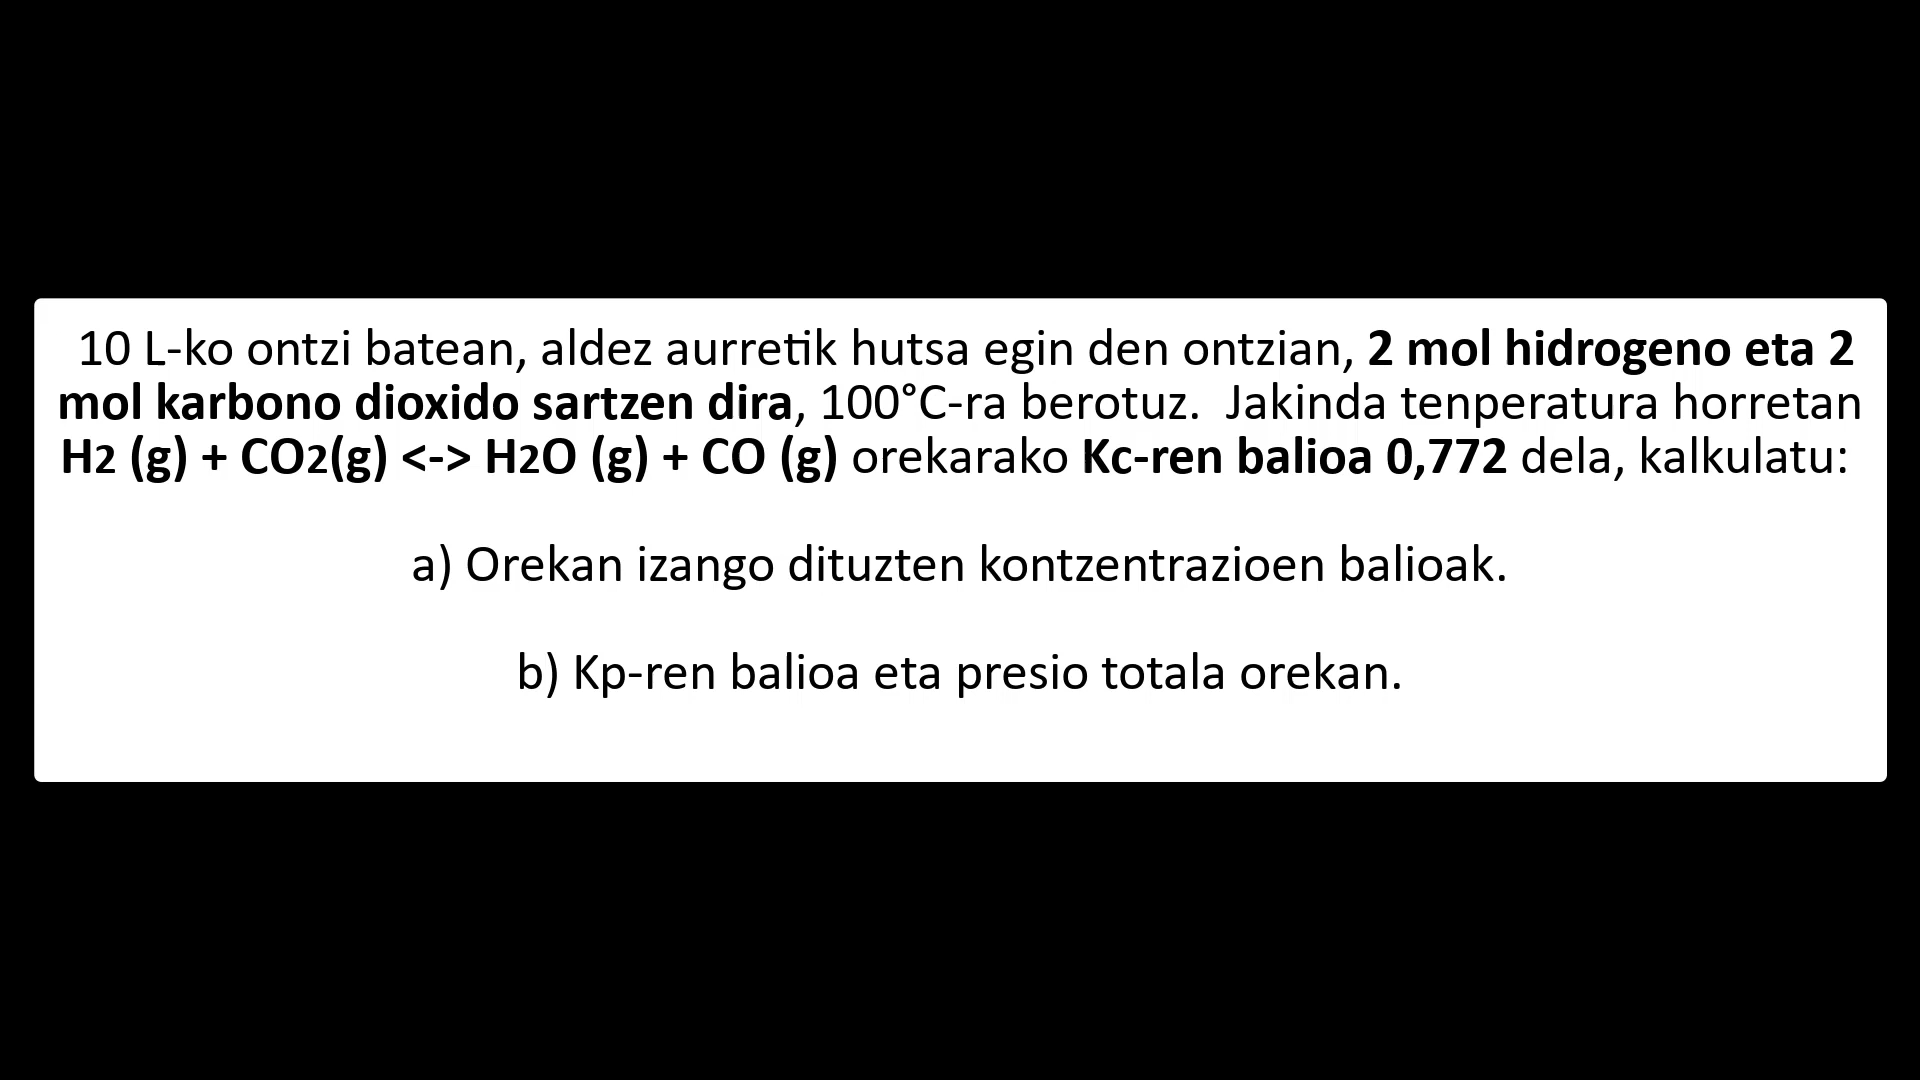 10 L-ko ontzi batean, aldez aurretik hutsa egin den ontzian, 2 mol hidrogeno eta 2
mol karbono dioxido sartzen dira, 100°C-ra berotuz. Jakinda tenperatura horretan
H2 (g) + CO2(g) <-> H2O (g) + CO (g) orekarako Kc-ren balioa 0,772 dela, kalkulatu:
a) Orekan izango dituzten kontzentrazioen balioak.
b) Kp-ren balioa eta presio totala orekan.